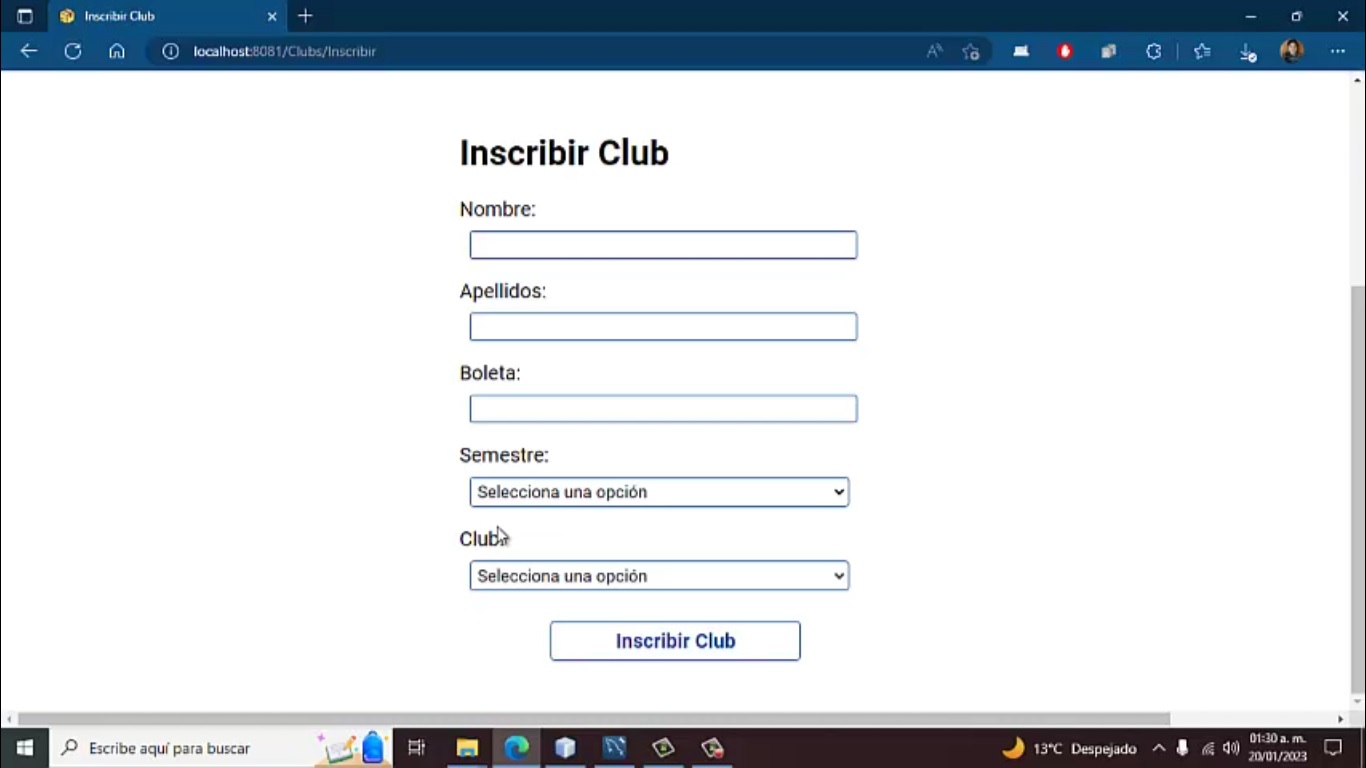 Inscribir Club
localhost:8081/Clubs/Inscribir
Inscribir Club
Nombre:
Apellidos:
Boleta:
Semestre:
Selecciona una opción
Club:
Selecciona una opción
Inscribir Club
Escribe aquí para buscar
13°C Despejado
01:30 a. m.
20/01/2023